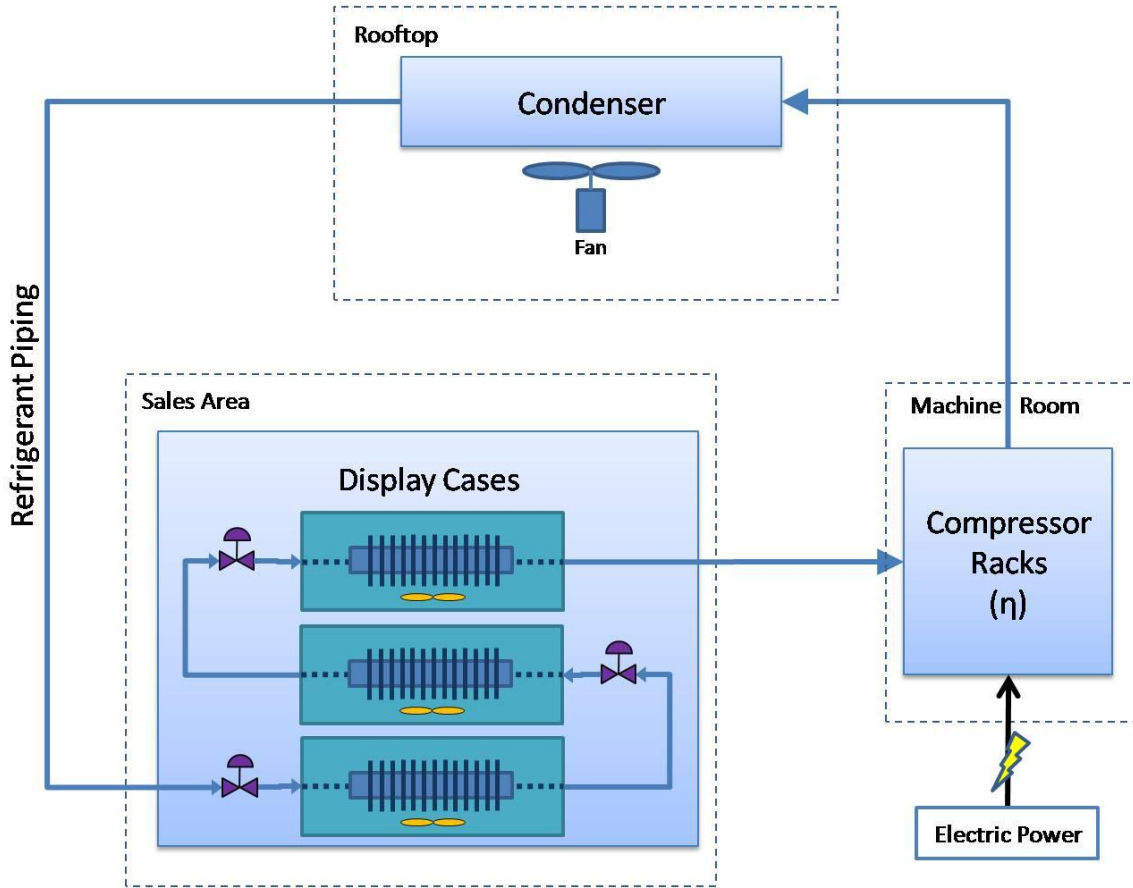 Rooftop
Condenser
Fan
Refrigerant Piping
Sales Area
Display Cases
Machine Room
Compressor
Racks
(η)
Electric Power